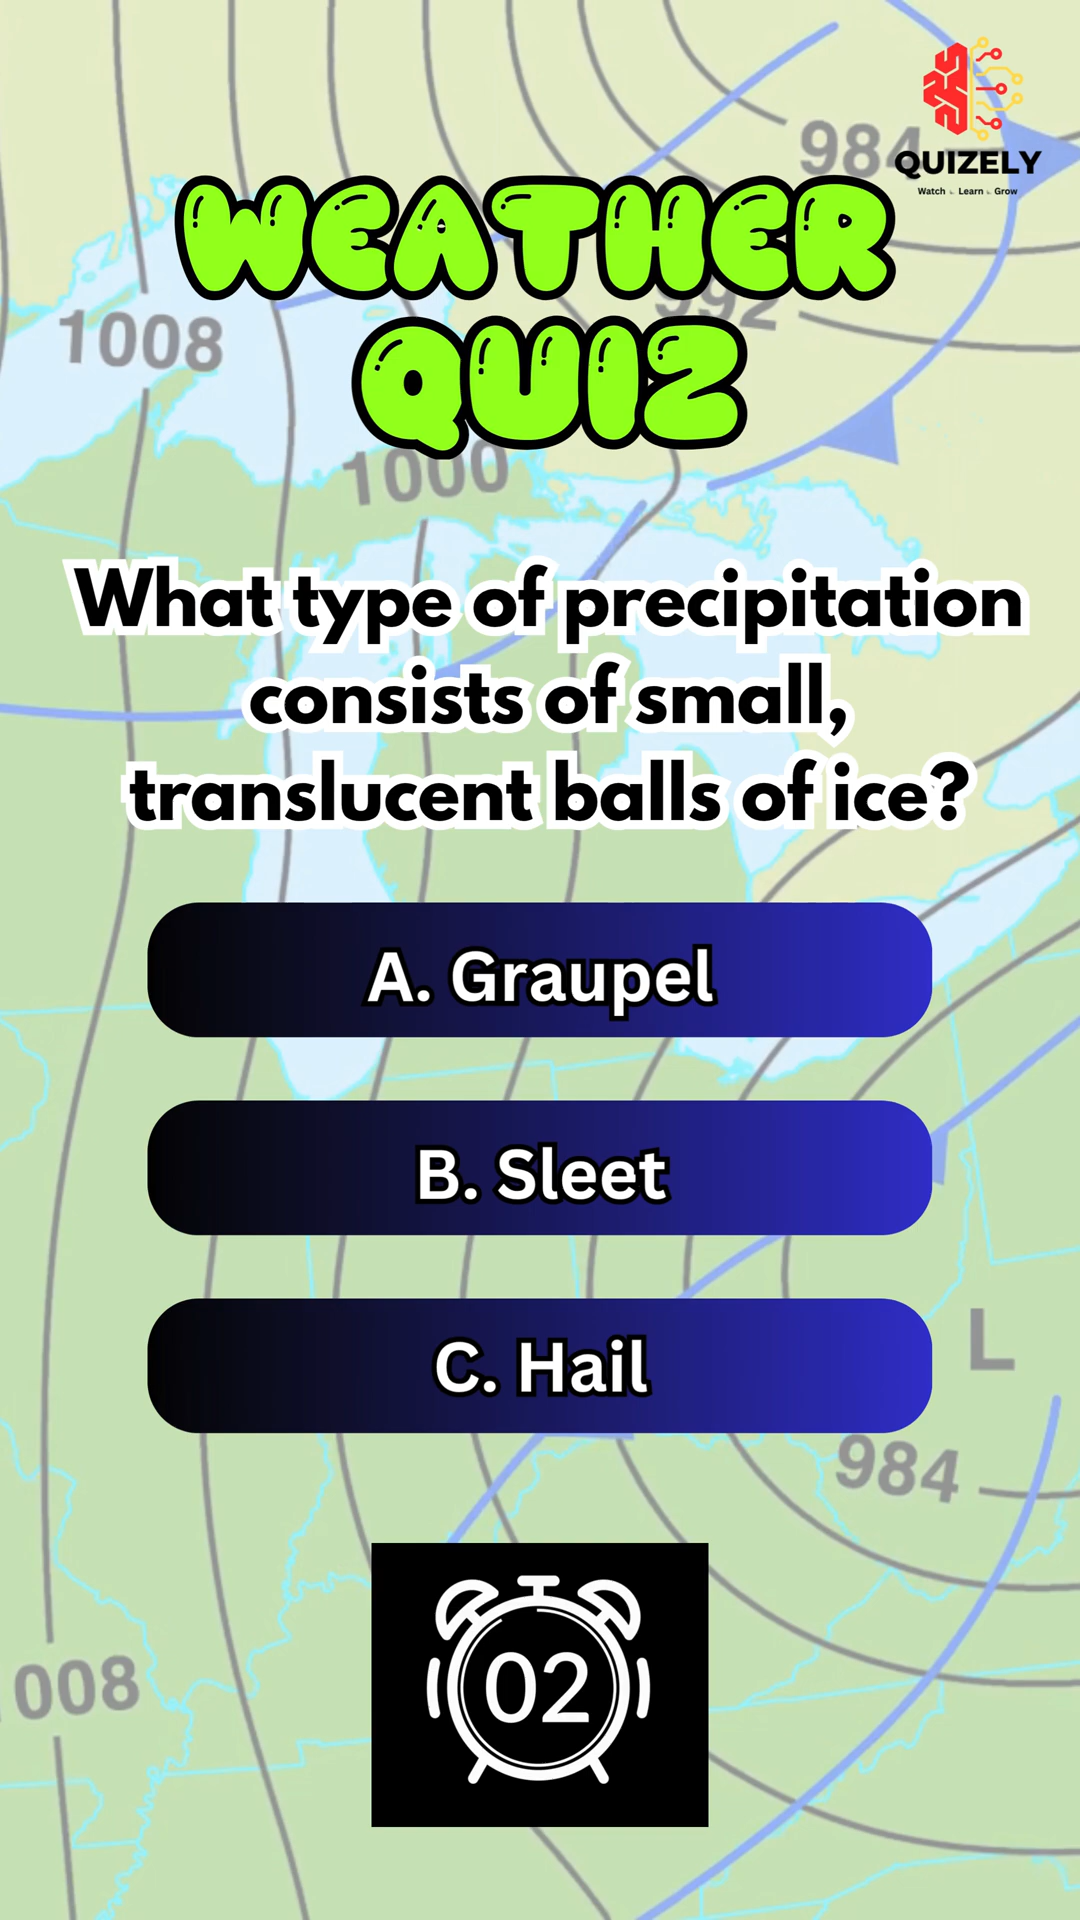 984
QUIZELY
Watch Learn Grow
WEATHER
992
1008
QUIZ
1000
What type of precipitation
consists of small,
translucent balls of ice?
A. Graupel
B. Sleet
C. Hail
L
984
02
008